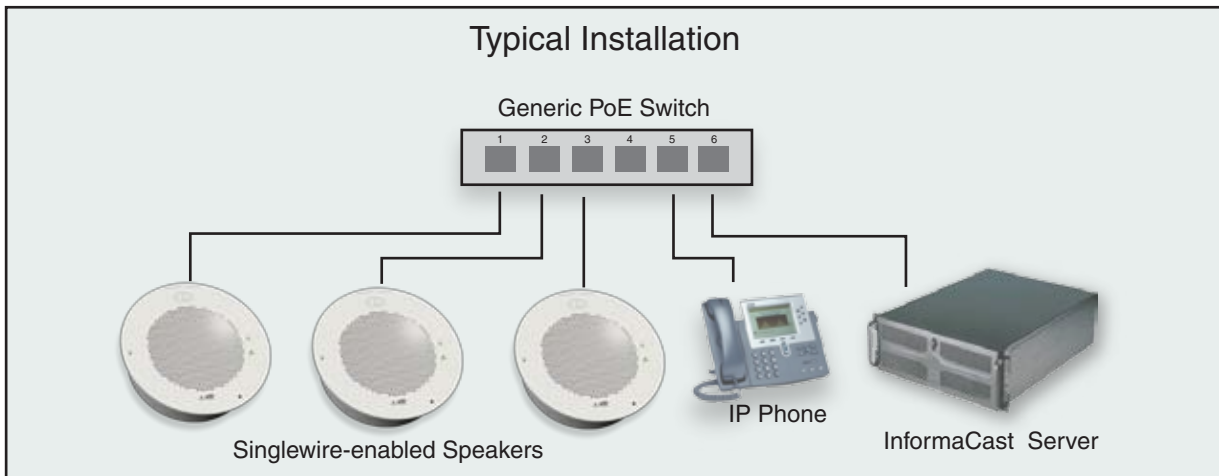 Typical Installation
Generic PoE Switch
1 2 3 4 5 6
IP Phone
Singlewire-enabled Speakers
InformaCast Server